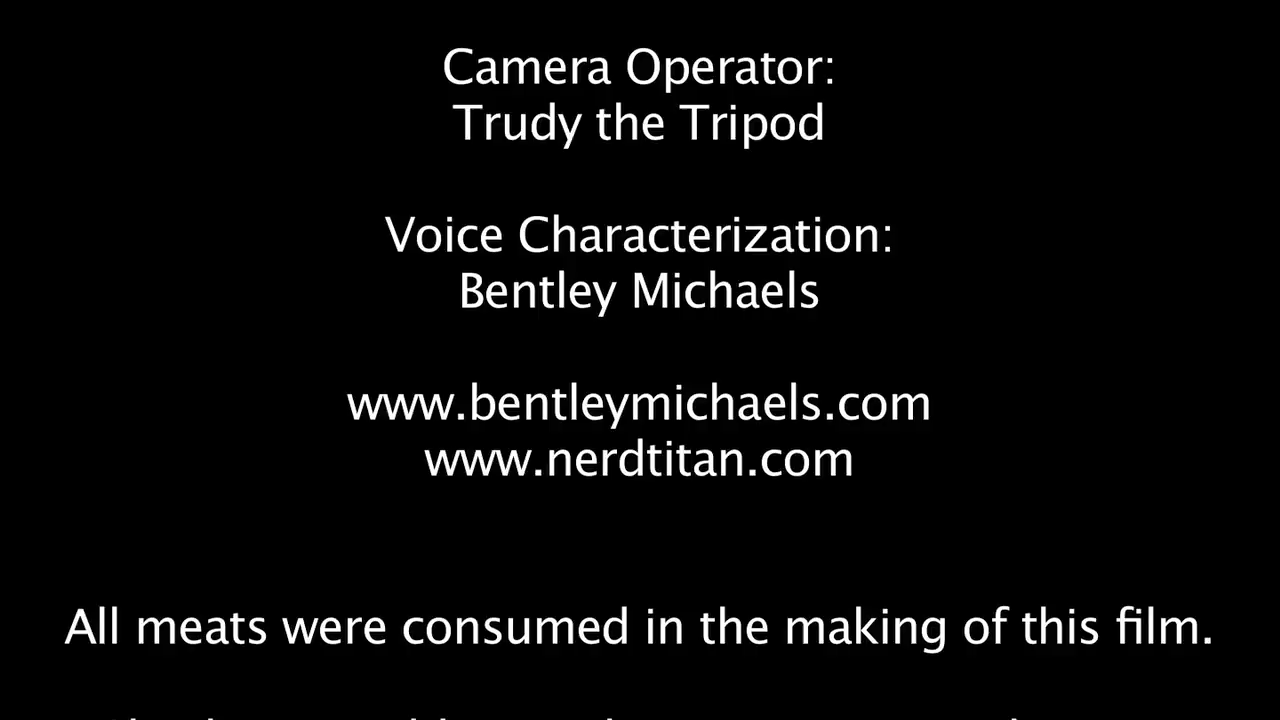 Camera Operator:
Trudy the Tripod
Voice Characterization:
Bentley Michaels
www.bentleymichaels.com
www.nerdtitan.com
All meats were consumed in the making of this film.